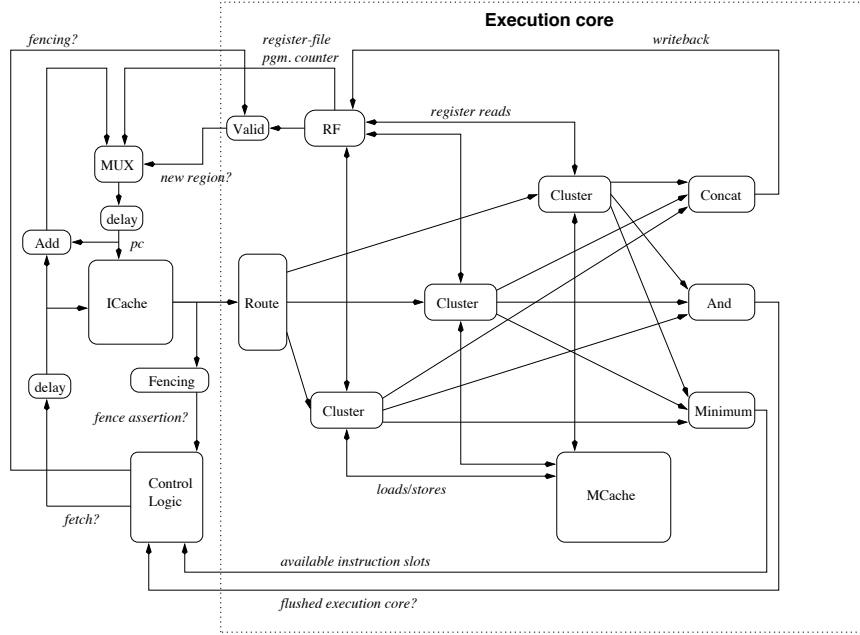 Execution core
fencing?
register-file
pgm. counter
writeback
register reads
Valid
RF
MUX
new region?
Cluster
Concat
delay
Add
pc
ICache
Route
Cluster
And
delay
Fencing
fence assertion?
Cluster
Minimum
Control
Logic
loads/stores
MCache
fetch?
available instruction slots
flushed execution core?